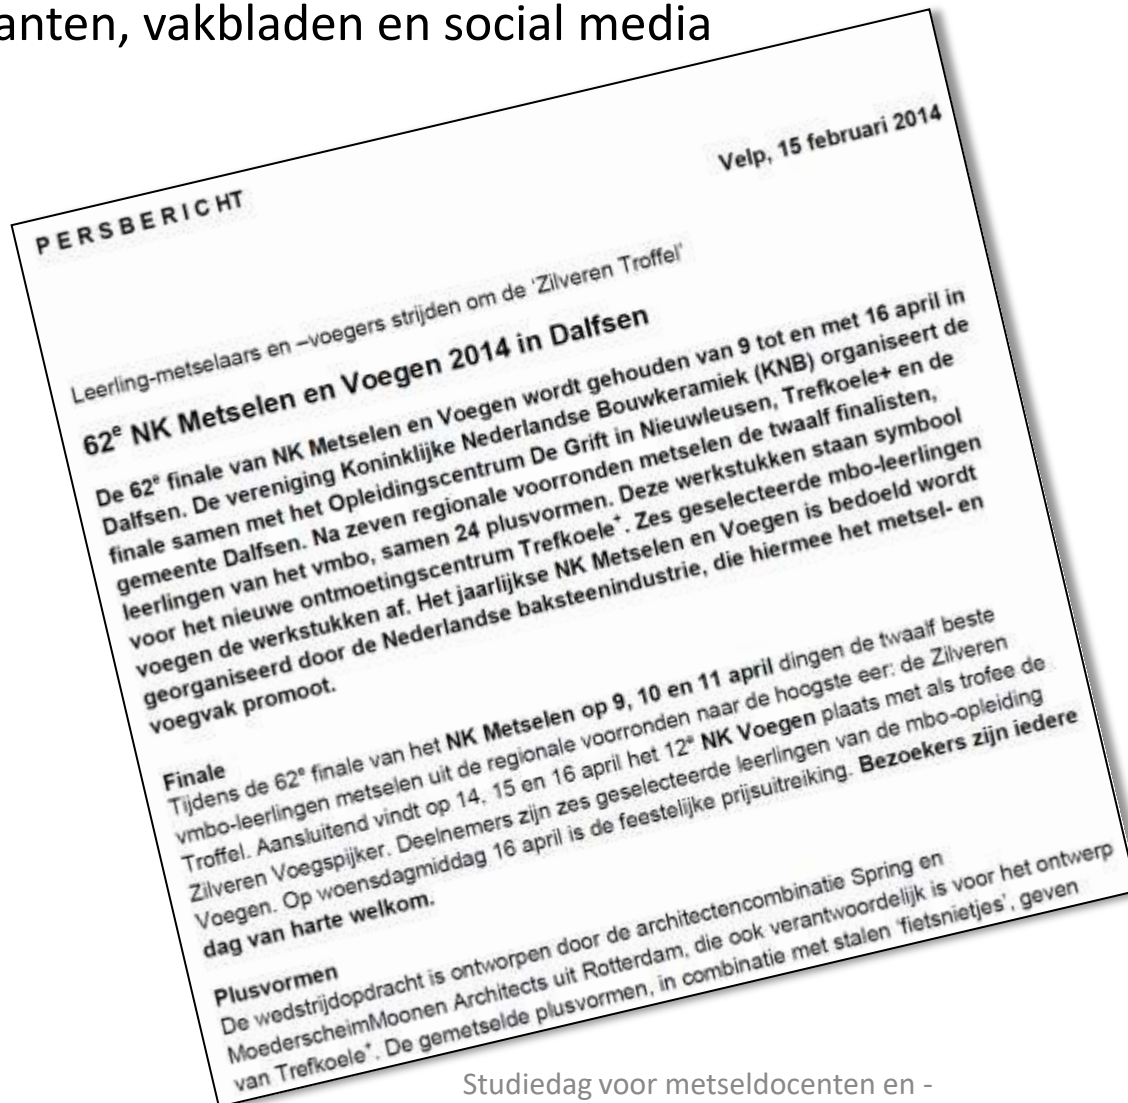 anten, vakbladen en social media
PERSBERICHT
Velp, 15 februari 2014
Leerling-metselaars en –voegers strijden om de 'Zilveren Troffel'
62e NK Metselen en Voegen 2014 in Dalfsen
De 62e finale van NK Metselen en Voegen wordt gehouden van 9 tot en met 16 april in
Dalfsen. De vereniging Koninklijke Nederlandse Bouwkeramiek (KNB) organiseert de
finale samen met het Opleidingscentrum De Grift in Nieuwleusen, Trefkoele+ en de
gemeente Dalfsen. Na zeven regionale voorronden metselen de twaalf finalisten,
leerlingen van het vmbo, samen 24 plusvormen. Deze werkstukken staan symbool
voor het nieuwe ontmoetingscentrum Trefkoele+. Zes geselecteerde mbo-leerlingen
voegen de werkstukken af. Het jaarlijkse NK Metselen en Voegen is bedoeld wordt
georganiseerd door de Nederlandse baksteenindustrie, die hiermee het metsel- en
voegvak promoot.
Finale
Tijdens de 62e finale van het NK Metselen op 9, 10 en 11 april dingen de twaalf beste
vmbo-leerlingen metselen uit de regionale voorronden naar de hoogste eer: de Zilveren
Troffel. Aansluitend vindt op 14, 15 en 16 april het 12e NK Voegen plaats met als trofee de
Zilveren Voegspijker. Deelnemers zijn zes geselecteerde leerlingen van de mbo-opleiding
Voegen. Op woensdagmiddag 16 april is de feestelijke prijsuitreiking. Bezoekers zijn iedere
dag van harte welkom.
Plusvormen
De wedstrijdopdracht is ontworpen door de architectencombinatie Spring en
MoederscheimMoonen Architects uit Rotterdam, die ook verantwoordelijk is voor het ontwerp
van Trefkoele+. De gemetselde plusvormen, in combinatie met stalen 'fietsnietjes', geven
Studiedag voor metseldocenten en -